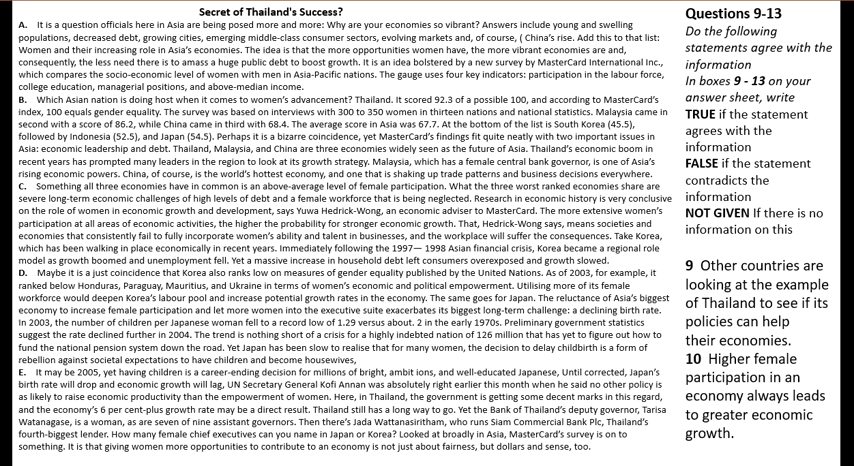 Secret of Thailand's Success?
A. It is a question officials here in Asia are being posed more and more: Why are your economies so vibrant? Answers include young and swelling
populations, decreased debt, growing cities, emerging middle-class consumer sectors, evolving markets and, of course, ( China's rise. Add this to that list:
Women and their increasing role in Asia's economies. The idea is that the more opportunities women have, the more vibrant economies are and,
consequently, the less need there is to amass a huge public debt to boost growth. It is an idea bolstered by a new survey by MasterCard International Inc.,
which compares the socio-economic level of women with men in Asia-Pacific nations. The gauge uses four key indicators: participation in the labour force,
college education, managerial positions, and above-median income.
B. Which Asian nation is doing host when it comes to women's advancement? Thailand. It scored 92.3 of a possible 100, and according to MasterCard's
index, 100 equals gender equality. The survey was based on interviews with 300 to 350 women in thirteen nations and national statistics. Malaysia came in
second with a score of 86.2, while China came in third with 68.4. The average score in Asia was 67.7. At the bottom of the list is South Korea (45.5),
followed by Indonesia (52.5), and Japan (54.5). Perhaps it is a bizarre coincidence, yet MasterCard's findings fit quite neatly with two important issues in
Asia: economic leadership and debt. Thailand, Malaysia, and China are three economies widely seen as the future of Asia. Thailand's economic boom in
recent years has prompted many leaders in the region to look at its growth strategy. Malaysia, which has a female central bank governor, is one of Asia's
rising economic powers. China, of course, is the world's hottest economy, and one that is shaking up trade patterns and business decisions everywhere.
C. Something all three economies have in common is an above-average level of female participation. What the three worst ranked economies share are
severe long-term economic challenges of high levels of debt and a female workforce that is being neglected. Research in economic history is very conclusive
on the role of women in economic growth and development, says Yuwa Hedrick-Wong, an economic adviser to MasterCard. The more extensive women's
participation at all areas of economic activities, the higher the probability for stronger economic growth. That, Hedrick-Wong says, means societies and
economies that consistently fail to fully incorporate women's ability and talent in businesses, and the workplace will suffer the consequences. Take Korea,
which has been walking in place economically in recent years. Immediately following the 1997— 1998 Asian financial crisis, Korea became a regional role
model as growth boomed and unemployment fell. Yet a massive increase in household debt left consumers overexposed and growth slowed.
D. Maybe it is a just coincidence that Korea also ranks low on measures of gender equality published by the United Nations. As of 2003, for example, it
ranked below Honduras, Paraguay, Mauritius, and Ukraine in terms of women's economic and political empowerment. Utilising more of its female
workforce would deepen Korea's labour pool and increase potential growth rates in the economy. The same goes for Japan. The reluctance of Asia's biggest
economy to increase female participation and let more women into the executive suite exacerbates its biggest long-term challenge: a declining birth rate.
In 2003, the number of children per Japanese woman fell to a record low of 1.29 versus about. 2 in the early 1970s. Preliminary government statistics
suggest the rate declined further in 2004. The trend is nothing short of a crisis for a highly indebted nation of 126 million that has yet to figure out how to
fund the national pension system down the road. Yet Japan has been slow to realise that for many women, the decision to delay childbirth is a form of
rebellion against societal expectations to have children and become housewives,
E. It may be 2005, yet having children is a career-ending decision for millions of bright, ambit ions, and well-educated Japanese, Until corrected, Japan's
birth rate will drop and economic growth will lag, UN Secretary General Kofi Annan was absolutely right earlier this month when he said no other policy is
as likely to raise economic productivity than the empowerment of women. Here, in Thailand, the government is getting some decent marks in this regard,
and the economy's 6 per cent-plus growth rate may be a direct result. Thailand still has a long way to go. Yet the Bank of Thailand's deputy governor, Tarisa
Watanagase, is a woman, as are seven of nine assistant governors. Then there's Jada Wattanasiritham, who runs Siam Commercial Bank Plc, Thailand's
fourth-biggest lender. How many female chief executives can you name in Japan or Korea? Looked at broadly in Asia, MasterCard's survey is on to
something. It is that giving women more opportunities to contribute to an economy is not just about fairness, but dollars and sense, too.
Questions 9-13
Do the following
statements agree with the
information
In boxes 9 - 13 on your
answer sheet, write
TRUE if the statement
agrees with the
information
FALSE if the statement
contradicts the
information
NOT GIVEN If there is no
information on this
9 Other countries are
looking at the example
of Thailand to see if its
policies can help
their economies.
10 Higher female
participation in an
economy always leads
to greater economic
growth.